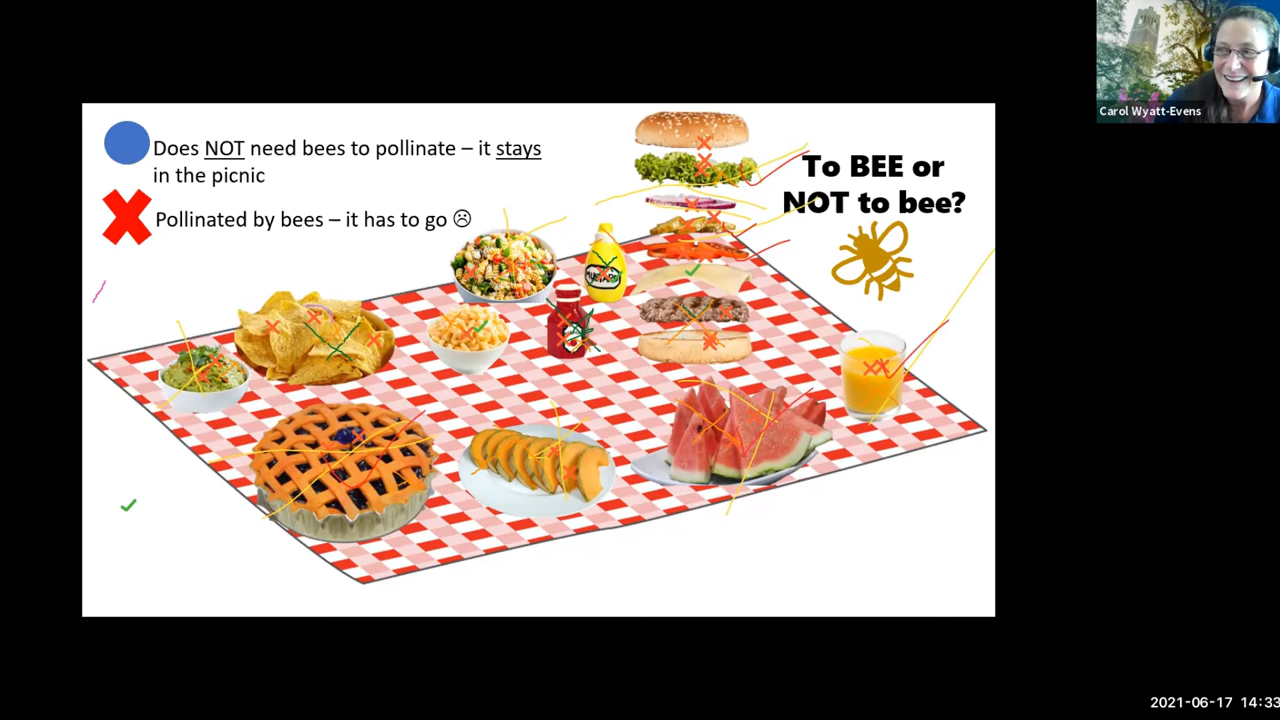 Carol Wyatt-Evens
Does NOT need bees to pollinate – it stays
in the picnic
Pollinated by bees – it has to go ☹
To BEE or
NOT to bee?
MUSTARD
2021-06-17 14:33